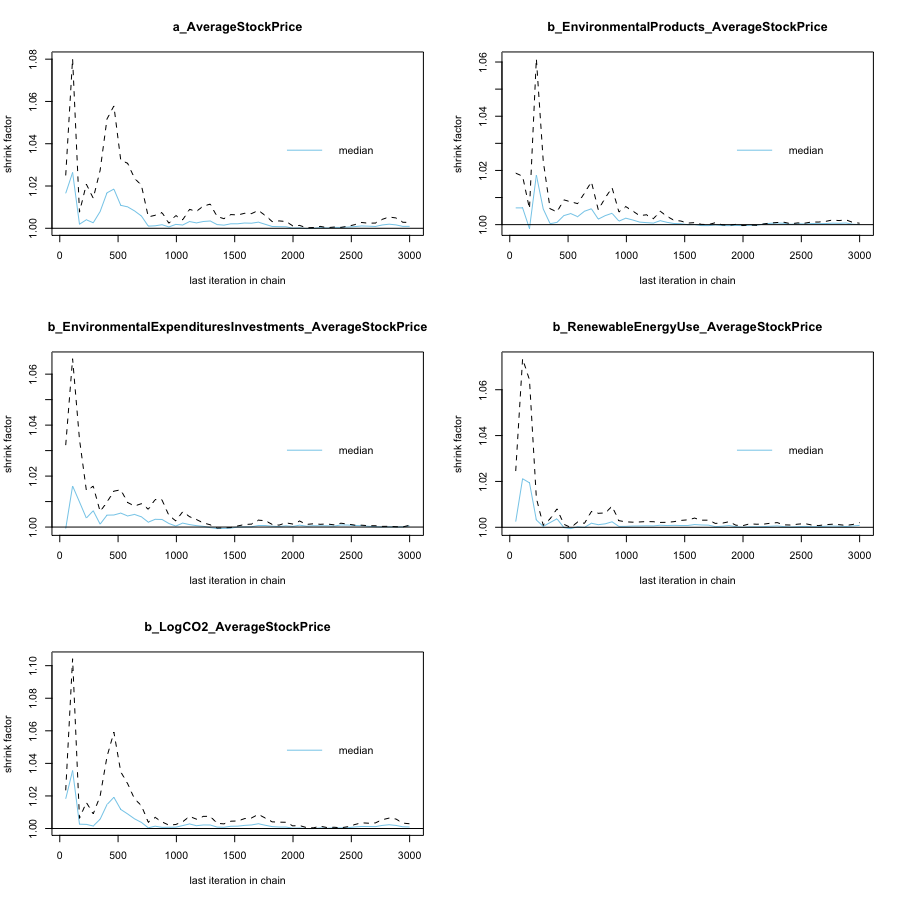 a_AverageStockPrice
shrink factor
1.00 1.02 1.04 1.06 1.08
median
0 500 1000 1500 2000 2500 3000
last iteration in chain
b_EnvironmentalProducts_AverageStockPrice
shrink factor
1.00 1.02 1.04 1.06
median
0 500 1000 1500 2000 2500 3000
last iteration in chain
b_EnvironmentalExpendituresInvestments_AverageStockPrice
shrink factor
1.00 1.02 1.04 1.06
median
0 500 1000 1500 2000 2500 3000
last iteration in chain
b_RenewableEnergyUse_AverageStockPrice
shrink factor
1.00 1.02 1.04 1.06
median
0 500 1000 1500 2000 2500 3000
last iteration in chain
b_LogCO2_AverageStockPrice
shrink factor
1.00 1.02 1.04 1.06 1.08 1.10
median
0 500 1000 1500 2000 2500 3000
last iteration in chain